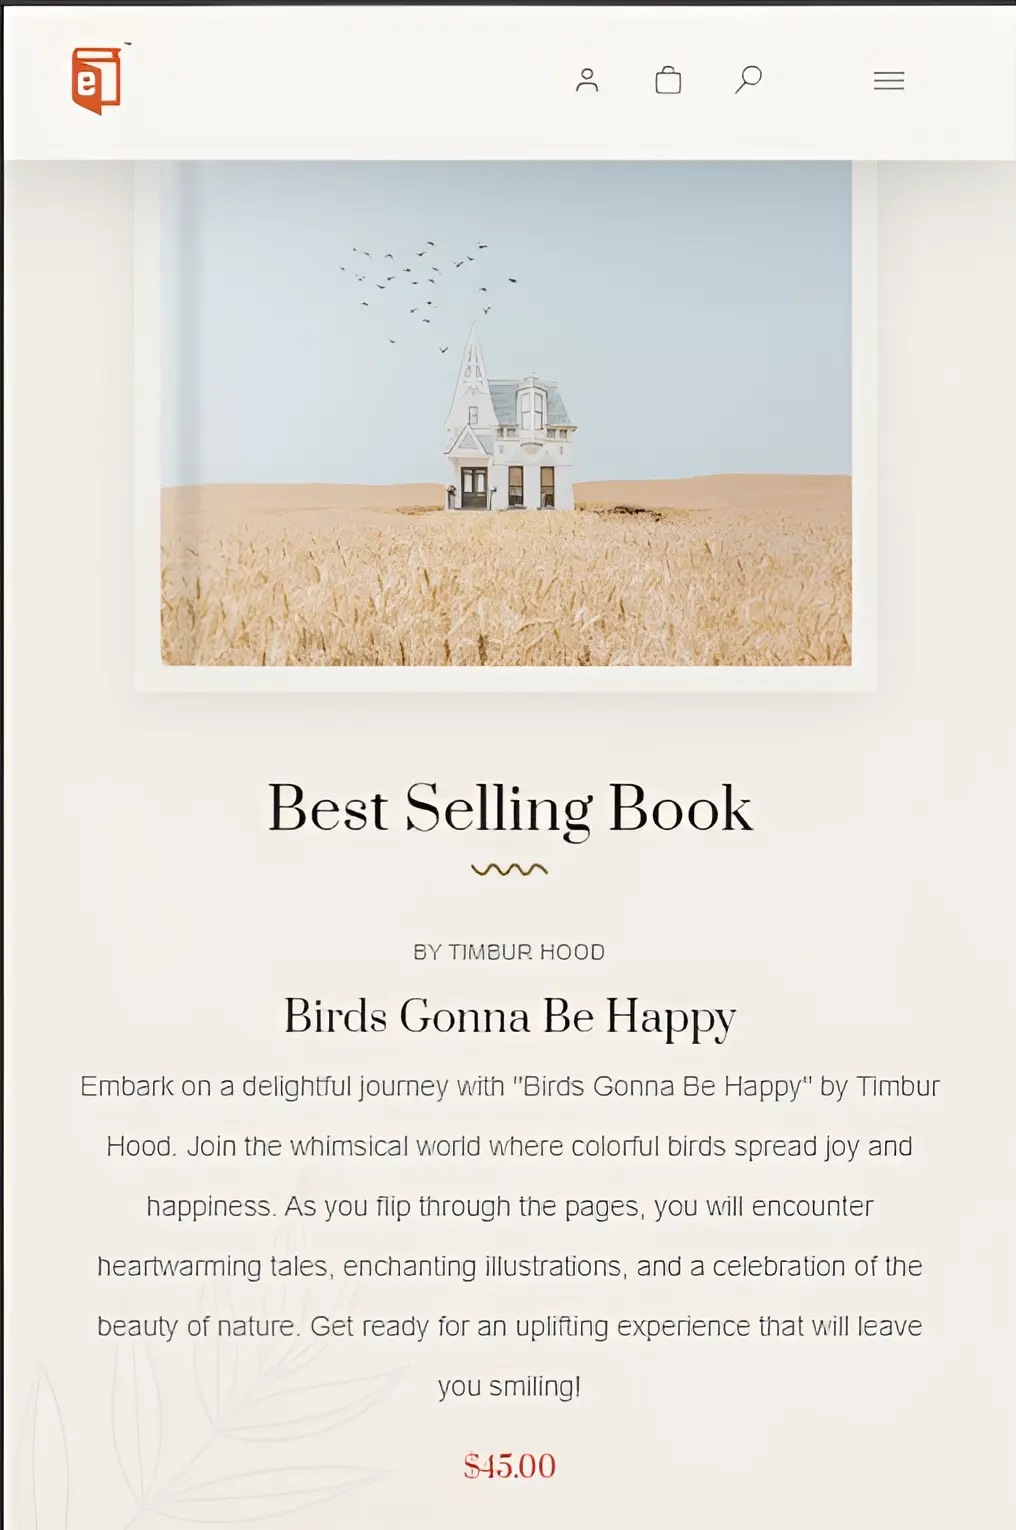 e
Best Selling Book
BY TIMBUR HOOD
Birds Gonna Be Happy
Embark on a delightful journey with "Birds Gonna Be Happy" by Timbur
Hood. Join the whimsical world where colorful birds spread joy and
happiness. As you flip through the pages, you will encounter
heartwarming tales, enchanting illustrations, and a celebration of the
beauty of nature. Get ready for an uplifting experience that will leave
you smiling!
$45.00